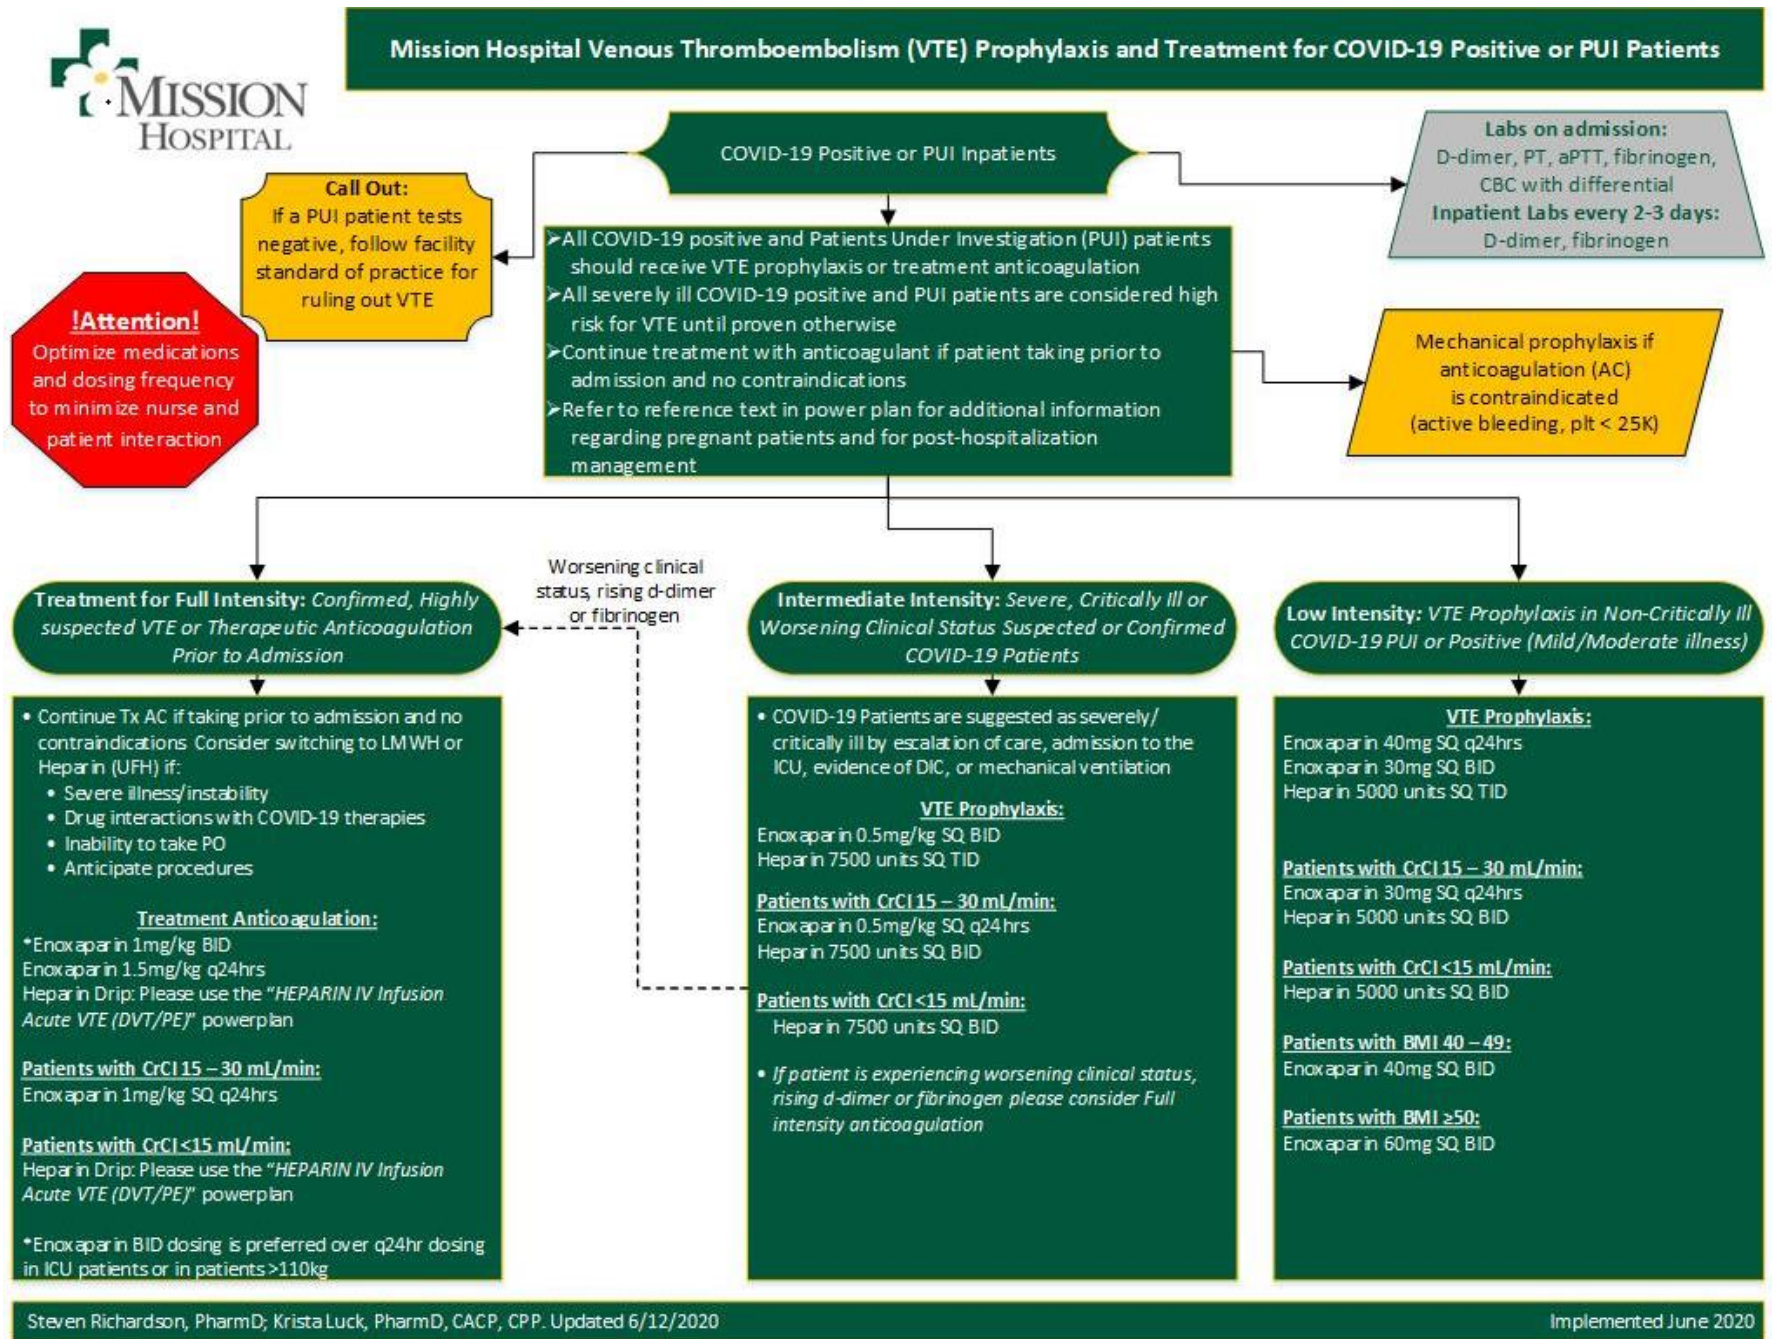 MISSION
HOSPITAL
Mission Hospital Venous Thromboembolism (VTE) Prophylaxis and Treatment for COVID-19 Positive or PUI Patients
COVID-19 Positive or PUI Inpatients
Labs on admission:
D-dimer, PT, aPTT, fibrinogen,
CBC with differential
Inpatient Labs every 2-3 days:
D-dimer, fibrinogen
Call Out:
If a PUI patient tests
negative, follow facility
standard of practice for
ruling out VTE
!Attention!
Optimize medications
and dosing frequency
to minimize nurse and
patient interaction
➢All COVID-19 positive and Patients Under Investigation (PUI) patients
should receive VTE prophylaxis or treatment anticoagulation
➢All severely ill COVID-19 positive and PUI patients are considered high
risk for VTE until proven otherwise
➢Continue treatment with anticoagulant if patient taking prior to
admission and no contraindications
➢Refer to reference text in power plan for additional information
regarding pregnant patients and for post-hospitalization
management
Mechanical prophylaxis if
anticoagulation (AC)
is contraindicated
(active bleeding, plt < 25K)
Worsening clinical
status, rising d-dimer
or fibrinogen
Treatment for Full Intensity: Confirmed, Highly
suspected VTE or Therapeutic Anticoagulation
Prior to Admission
• Continue Tx AC if taking prior to admission and no
contraindications Consider switching to LMWH or
Heparin (UFH) if:
• Severe illness/instability
• Drug interactions with COVID-19 therapies
• Inability to take PO
• Anticipate procedures
Treatment Anticoagulation:
*Enoxaparin 1mg/kg BID
Enoxaparin 1.5mg/kg q24hrs
Heparin Drip: Please use the "HEPARIN IV Infusion
Acute VTE (DVT/PE)" powerplan
Patients with CrCl 15 – 30 mL/min:
Enoxaparin 1mg/kg SQ q24hrs
Patients with CrCl <15 mL/min:
Heparin Drip: Please use the "HEPARIN IV Infusion
Acute VTE (DVT/PE)" powerplan
*Enoxaparin BID dosing is preferred over q24hr dosing
in ICU patients or in patients >110kg
Intermediate Intensity: Severe, Critically Ill or
Worsening Clinical Status Suspected or Confirmed
COVID-19 Patients
• COVID-19 Patients are suggested as severely/
critically ill by escalation of care, admission to the
ICU, evidence of DIC, or mechanical ventilation
VTE Prophylaxis:
Enoxaparin 0.5mg/kg SQ BID
Heparin 7500 units SQ TID
Patients with CrCl 15 – 30 mL/min:
Enoxaparin 0.5mg/kg SQ q24hrs
Heparin 7500 units SQ BID
Patients with CrCl <15 mL/min:
Heparin 7500 units SQ BID
• If patient is experiencing worsening clinical status,
rising d-dimer or fibrinogen please consider Full
intensity anticoagulation
Low Intensity: VTE Prophylaxis in Non-Critically Ill
COVID-19 PUI or Positive (Mild/Moderate illness)
VTE Prophylaxis:
Enoxaparin 40mg SQ q24hrs
Enoxaparin 30mg SQ BID
Heparin 5000 units SQ TID
Patients with CrCl 15 – 30 mL/min:
Enoxaparin 30mg SQ q24hrs
Heparin 5000 units SQ BID
Patients with CrCl <15 mL/min:
Heparin 5000 units SQ BID
Patients with BMI 40 – 49:
Enoxaparin 40mg SQ BID
Patients with BMI ≥50:
Enoxaparin 60mg SQ BID
Steven Richardson, PharmD; Krista Luck, PharmD, CACP, CPP. Updated 6/12/2020
Implemented June 2020